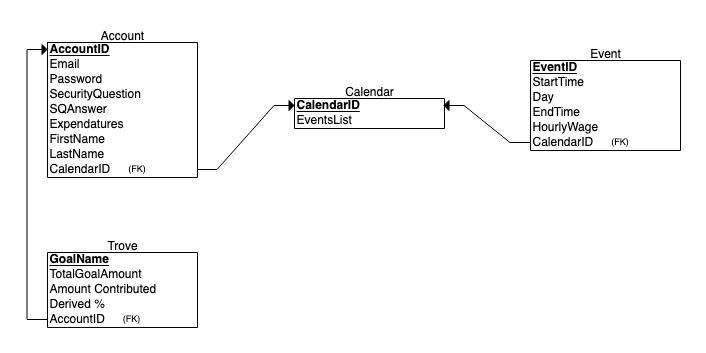 Account
AccountID
Email
Password
SecurityQuestion
SQAnswer
Expendatures
FirstName
LastName
CalendarID (FK)
Calendar
CalendarID
EventsList
Event
EventID
StartTime
Day
EndTime
HourlyWage
CalendarID (FK)
Trove
GoalName
TotalGoalAmount
Amount Contributed
Derived %
AccountID (FK)